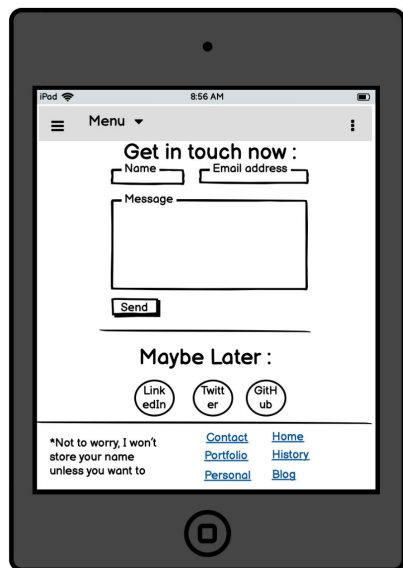 iPad 8:56 AM
Menu
Get in touch now :
Name Email address
Message
Send
Maybe Later :
Link Twitt GitH
edIn er ub
*Not to worry, I won't
store your name
unless you want to
Contact Home
Portfolio History
Personal Blog